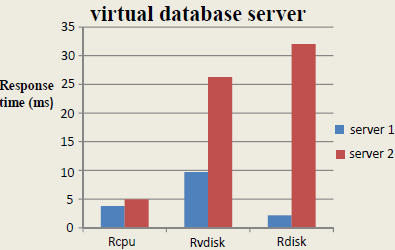 virtual database server
Response
time (ms)
35
30
25
20
15
10
5
0
Rcpu
Rvdisk
Rdisk
server 1
server 2